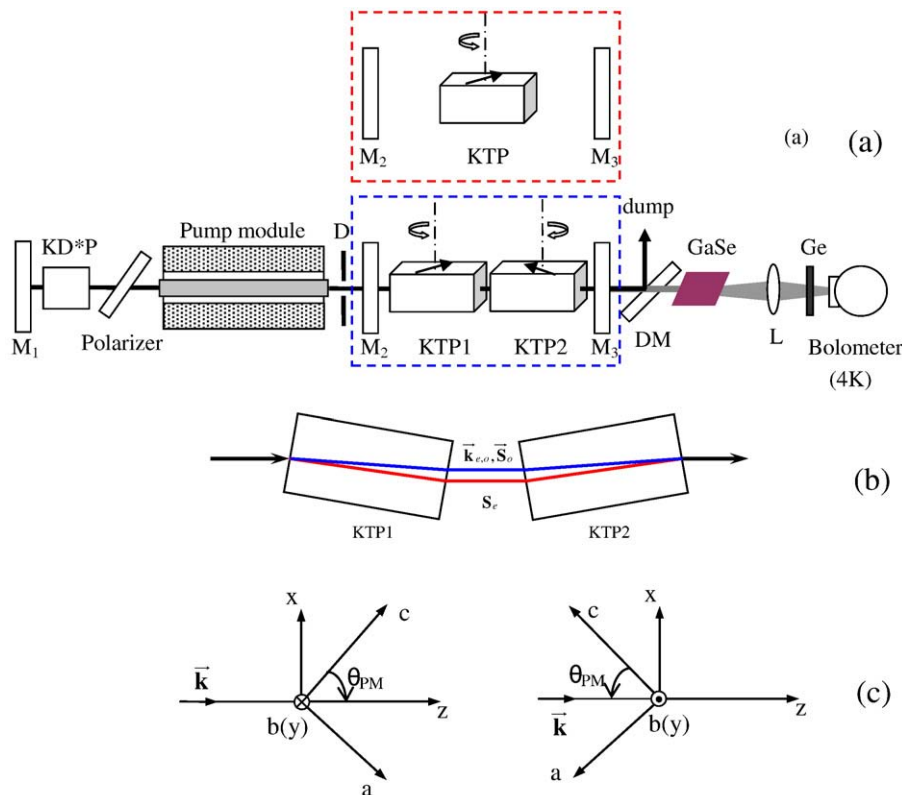 M₂ KTP M₃
(a) (a)
Pump module D dump
KD*P GaSe Ge
M₁ Polarizer M₂ KTP1 KTP2 M₃ DM L Bolometer
(4K)
k⃗ₑ,ₒ,S⃗ₒ
Sₑ
KTP1 KTP2
(b)
x c θPM k⃗ z b(y) a
c x θPM k⃗ z b(y) a
(c)